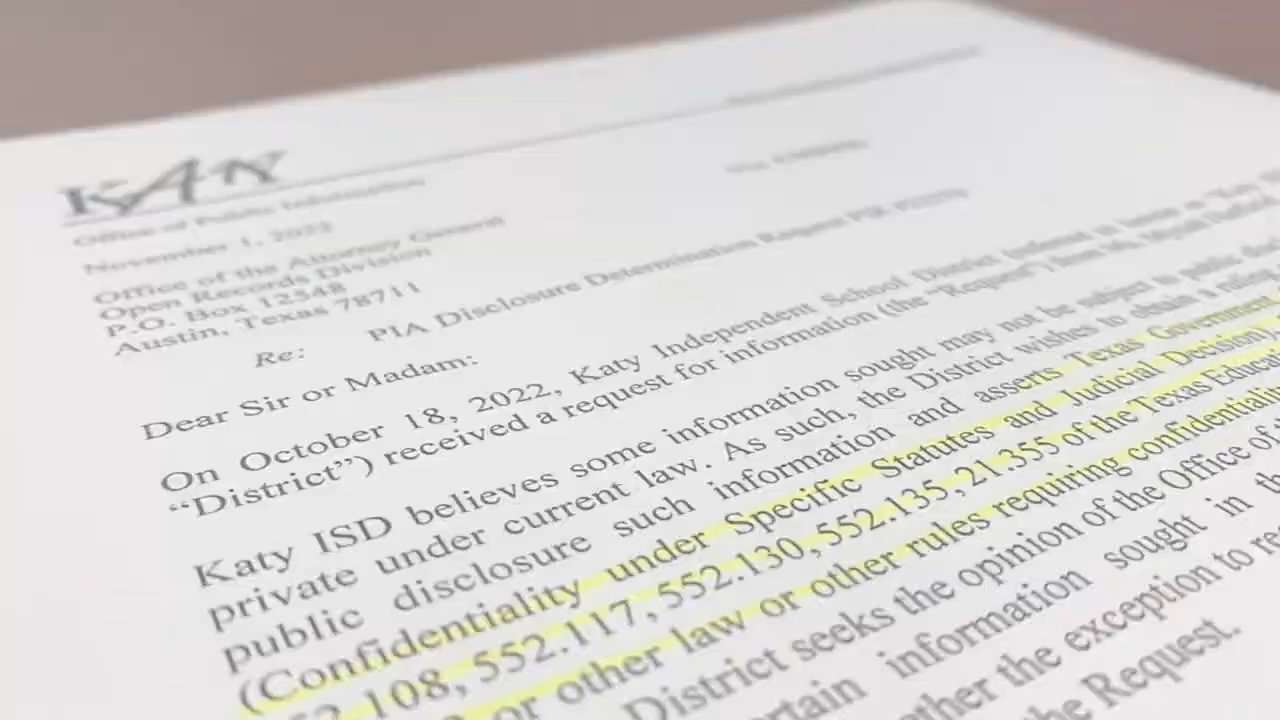 KATY
Office of Public Information
November 1, 2022
Office of the Attorney General
Open Records Division
P.O. Box 12548
Austin, Texas 78711
Re: PIA Disclosure Determination Request
Dear Sir or Madam:
On October 18, 2022, Katy Independent School District
“District”) received a request for information (the “Request”) from
Katy ISD believes some information sought may not be subject to public
private under current law. As such, the District wishes to obtain a ruling
public disclosure such information and asserts Texas Government
(Confidentiality under Specific Statutes and Judicial Decision),
108, 552.117, 552.130, 552.135, 21.355 of the Texas
or other law or other rules requiring
District seeks the opinion of the Office of
information sought in
the exception to
the Request.